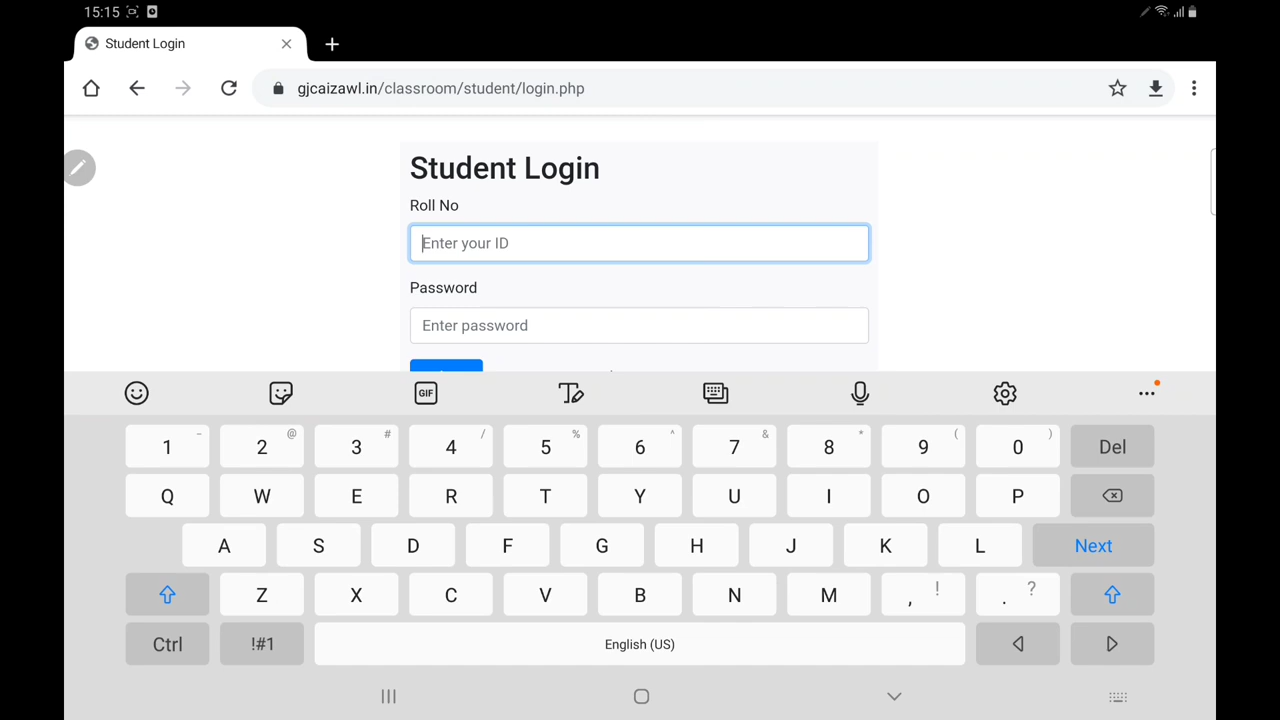 15:15
Student Login
gjcaizawl.in/classroom/student/login.php
Student Login
Roll No
Enter your ID
Password
Enter password
GIF
1 - 2 @ 3 # 4 / 5 % 6 ^ 7 & 8 * 9 ( 0 ) Del
Q W E R T Y U I O P
A S D F G H J K L Next
Z X C V B N M , ! . ?
Ctrl !#1 English (US)